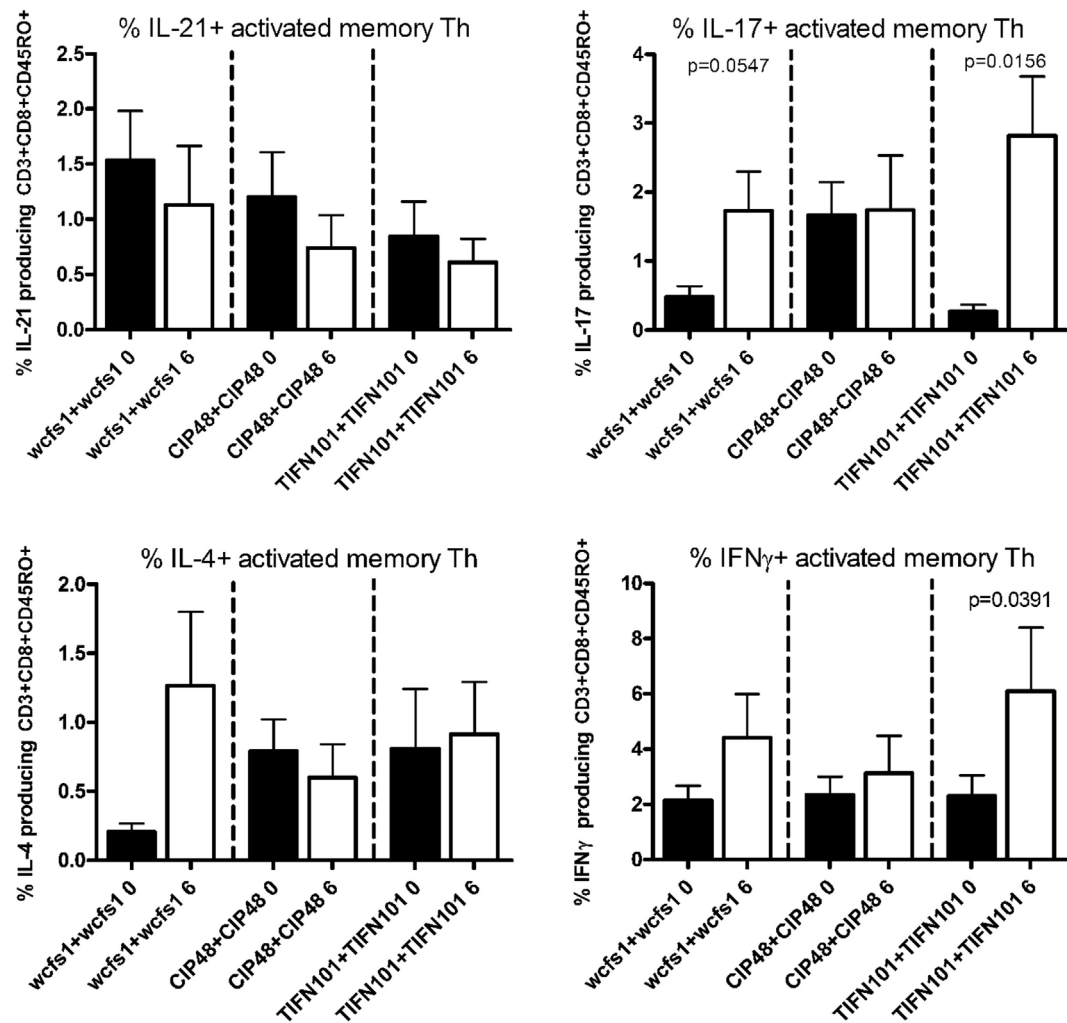 % IL-21+ activated memory Th
% IL-21 producing CD3+CD8+CD45RO+
2.5
2.0
1.5
1.0
0.5
0.0
wcfs1+wcfs1 0
wcfs1+wcfs1 6
CIP48+CIP48 0
CIP48+CIP48 6
TIFN101+TIFN101 0
TIFN101+TIFN101 6
% IL-17+ activated memory Th
% IL-17 producing CD3+CD8+CD45RO+
p=0.0547
p=0.0156
4
3
2
1
0
wcfs1+wcfs1 0
wcfs1+wcfs1 6
CIP48+CIP48 0
CIP48+CIP48 6
TIFN101+TIFN101 0
TIFN101+TIFN101 6
% IL-4+ activated memory Th
% IL-4 producing CD3+CD8+CD45RO+
2.0
1.5
1.0
0.5
0.0
wcfs1+wcfs1 0
wcfs1+wcfs1 6
CIP48+CIP48 0
CIP48+CIP48 6
TIFN101+TIFN101 0
TIFN101+TIFN101 6
% IFNγ+ activated memory Th
% IFNγ producing CD3+CD8+CD45RO+
p=0.0391
10
8
6
4
2
0
wcfs1+wcfs1 0
wcfs1+wcfs1 6
CIP48+CIP48 0
CIP48+CIP48 6
TIFN101+TIFN101 0
TIFN101+TIFN101 6